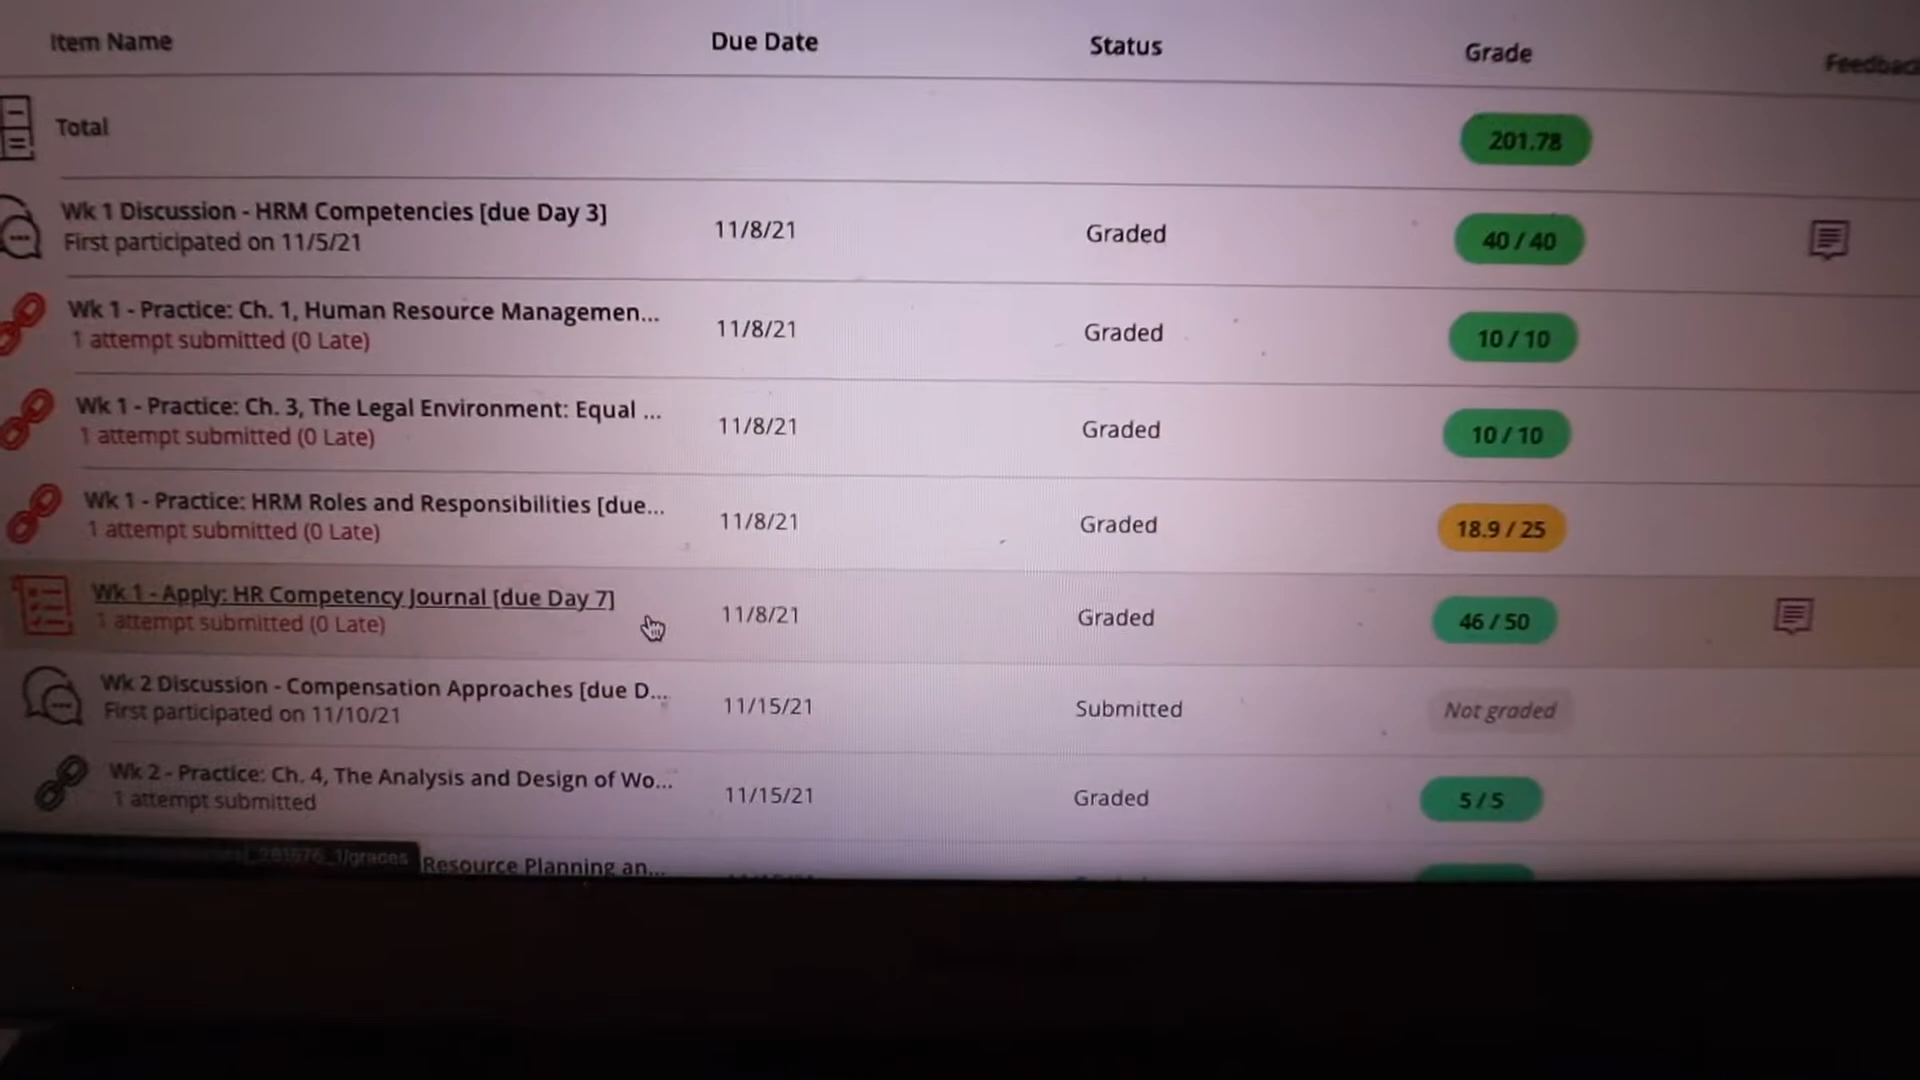 Item Name Due Date Status Grade Feedbac
Total 201.78
Wk 1 Discussion - HRM Competencies [due Day 3]
First participated on 11/5/21
11/8/21 Graded 40 / 40
Wk 1 - Practice: Ch. 1, Human Resource Managemen...
1 attempt submitted (0 Late)
11/8/21 Graded 10 / 10
Wk 1 - Practice: Ch. 3, The Legal Environment: Equal ...
1 attempt submitted (0 Late)
11/8/21 Graded 10 / 10
Wk 1 - Practice: HRM Roles and Responsibilities [due...
1 attempt submitted (0 Late)
11/8/21 Graded 18.9 / 25
Wk 1 - Apply: HR Competency Journal [due Day 7]
1 attempt submitted (0 Late)
11/8/21 Graded 46 / 50
Wk 2 Discussion - Compensation Approaches [due D...
First participated on 11/10/21
11/15/21 Submitted Not graded
Wk 2 - Practice: Ch. 4, The Analysis and Design of Wo...
1 attempt submitted
11/15/21 Graded 5 / 5
Resource Planning an...